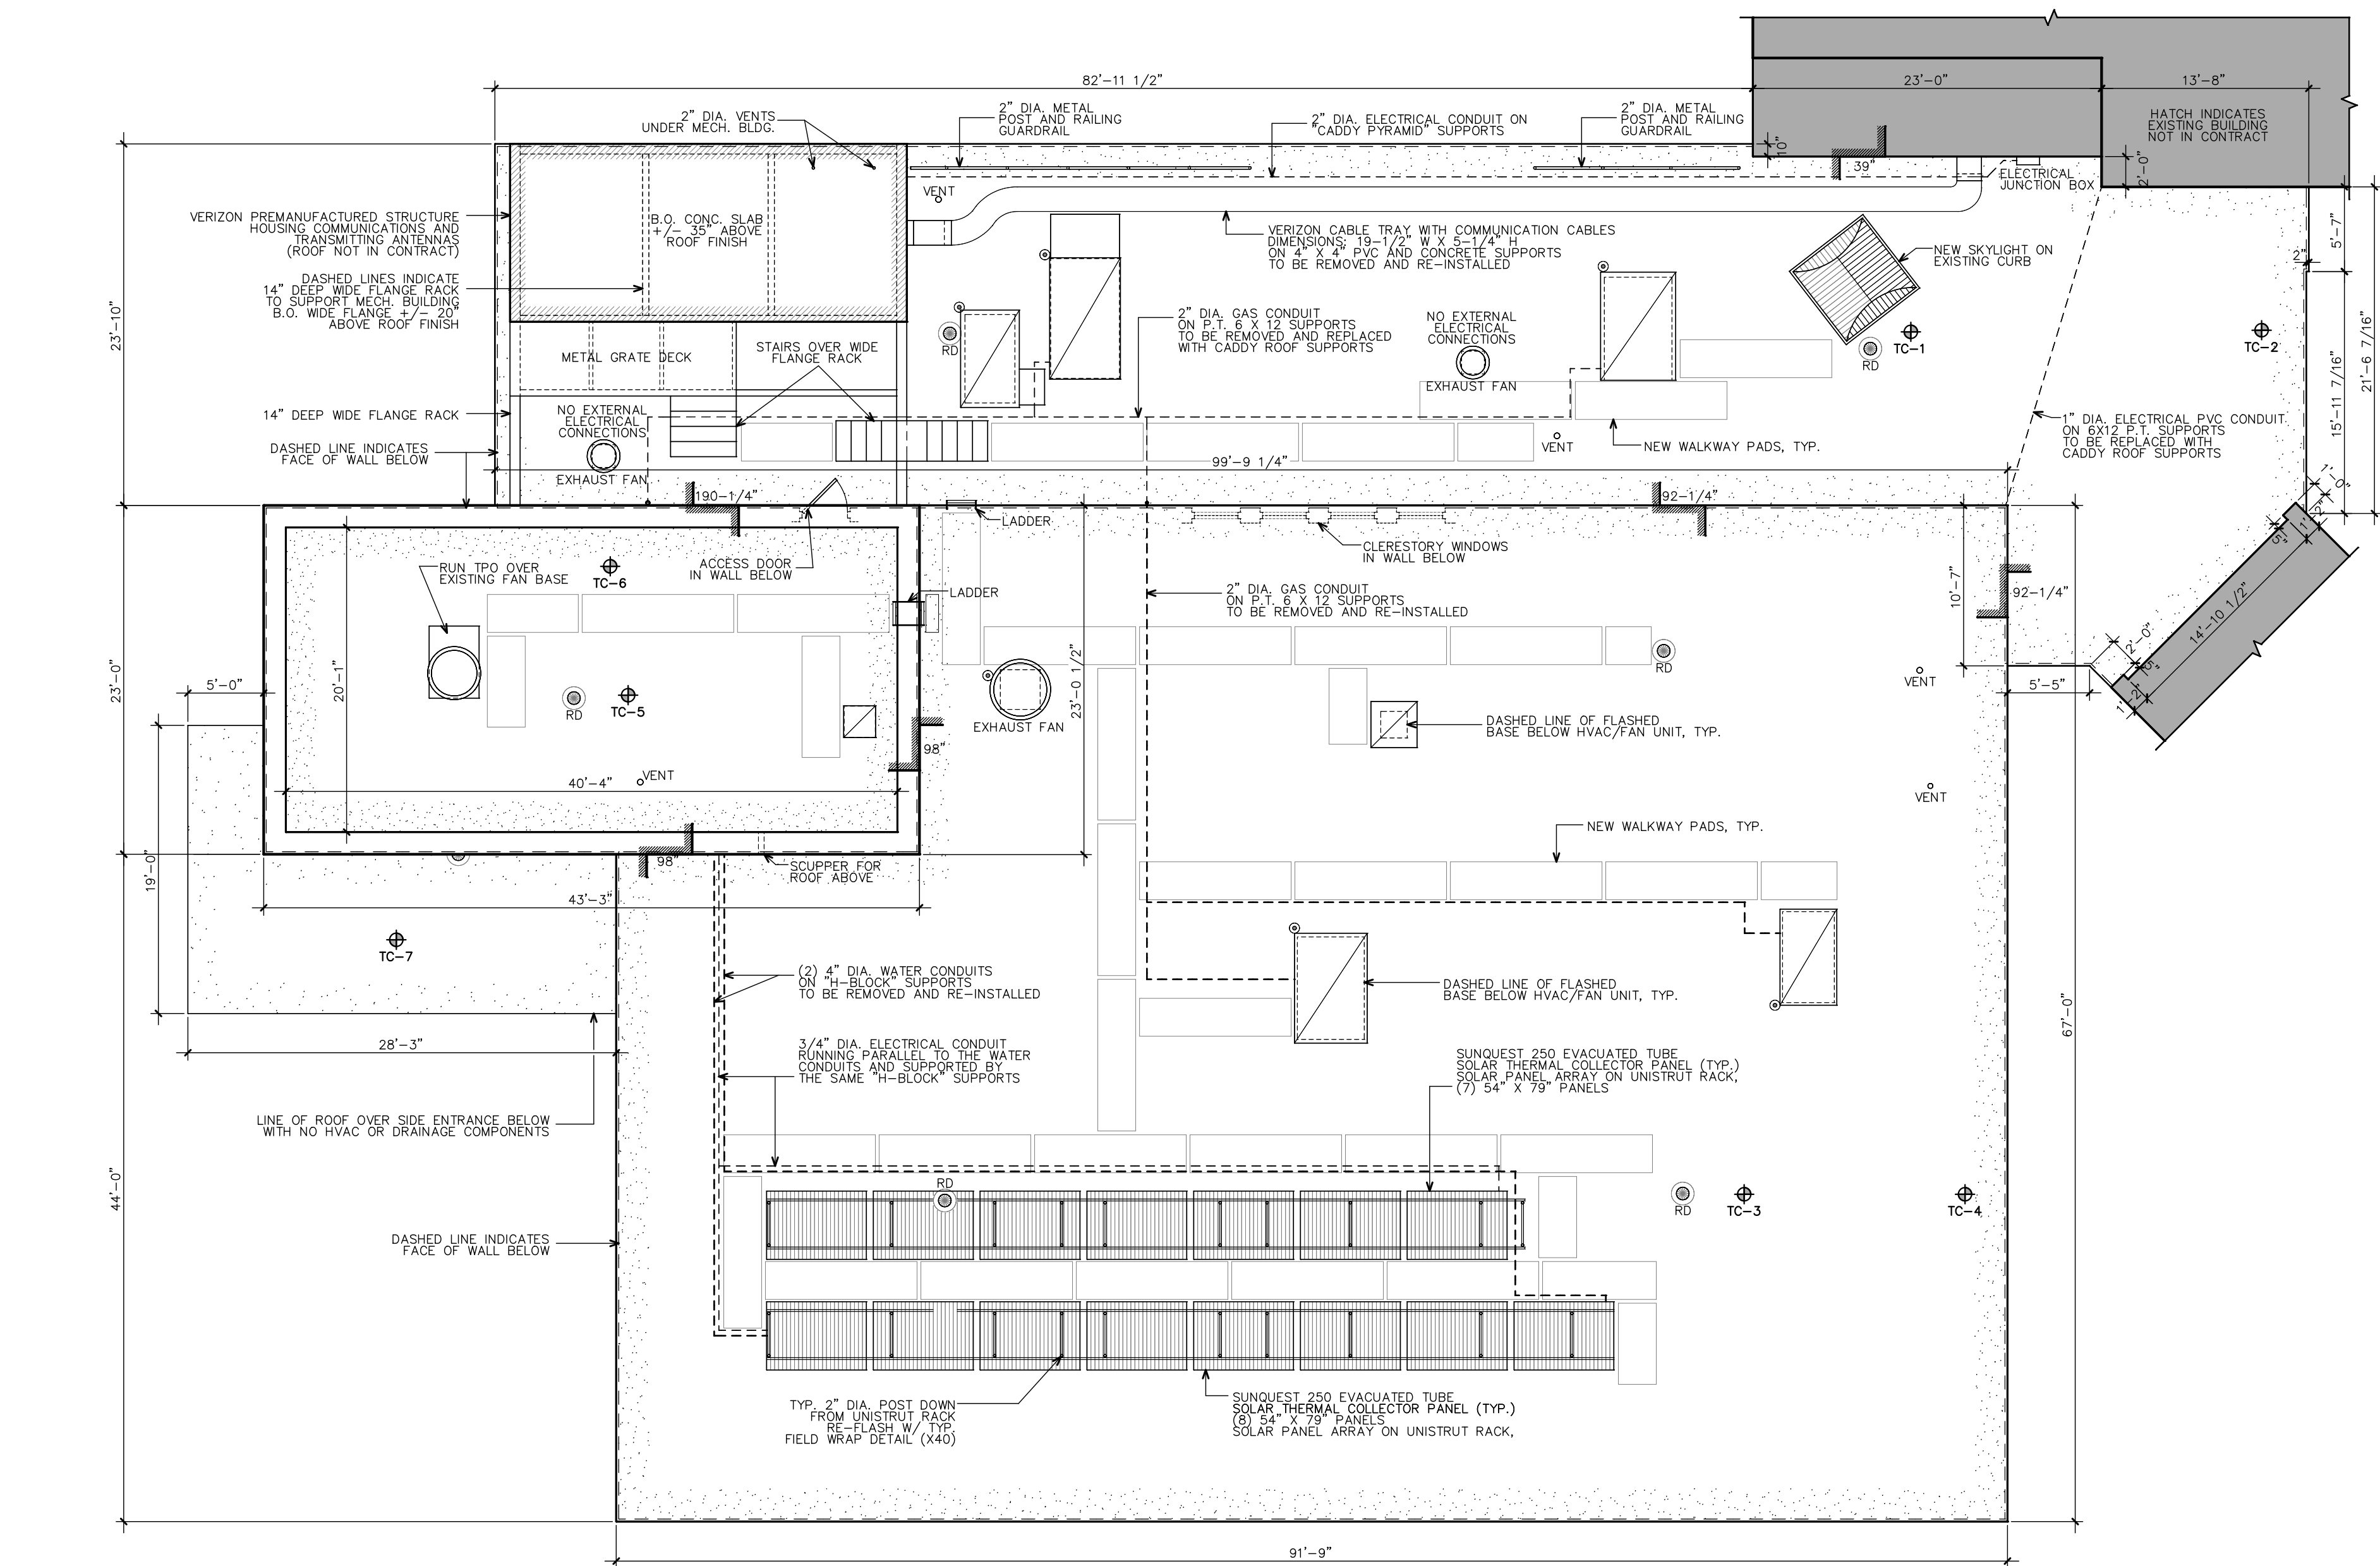 82'-11 1/2"
23'-0"
13'-8"
HATCH INDICATES
EXISTING BUILDING
NOT IN CONTRACT
2" DIA. VENTS
UNDER MECH. BLDG.
2" DIA. METAL
POST AND RAILING
GUARDRAIL
2" DIA. ELECTRICAL CONDUIT ON
"CADDY PYRAMID" SUPPORTS
2" DIA. METAL
POST AND RAILING
GUARDRAIL
10"
39"
2'-0"
ELECTRICAL
JUNCTION BOX
VENT
VERIZON PREMANUFACTURED STRUCTURE
HOUSING COMMUNICATIONS AND
TRANSMITTING ANTENNAS
(ROOF NOT IN CONTRACT)
B.O. CONC. SLAB
+/- 35" ABOVE
ROOF FINISH
VERIZON CABLE TRAY WITH COMMUNICATION CABLES
DIMENSIONS: 19-1/2" W X 5-1/4" H
ON 4" X 4" PVC AND CONCRETE SUPPORTS
TO BE REMOVED AND RE-INSTALLED
NEW SKYLIGHT ON
EXISTING CURB
5'-7"
2"
DASHED LINES INDICATE
14" DEEP WIDE FLANGE RACK
TO SUPPORT MECH. BUILDING
B.O. WIDE FLANGE +/- 20"
ABOVE ROOF FINISH
23'-10"
2" DIA. GAS CONDUIT
ON P.T. 6 X 12 SUPPORTS
TO BE REMOVED AND REPLACED
WITH CADDY ROOF SUPPORTS
NO EXTERNAL
ELECTRICAL
CONNECTIONS
EXHAUST FAN
RD
RD
TC-1
TC-2
21'-6 7/16"
15'-11 7/16"
METAL GRATE DECK
STAIRS OVER WIDE
FLANGE RACK
14" DEEP WIDE FLANGE RACK
NO EXTERNAL
ELECTRICAL
CONNECTIONS
EXHAUST FAN
DASHED LINE INDICATES
FACE OF WALL BELOW
VENT
NEW WALKWAY PADS, TYP.
1" DIA. ELECTRICAL PVC CONDUIT
ON 6X12 P.T. SUPPORTS
TO BE REPLACED WITH
CADDY ROOF SUPPORTS
99'-9 1/4"
190-1/4"
92-1/4"
1'-0"
1'-2"
5"
LADDER
CLERESTORY WINDOWS
IN WALL BELOW
ACCESS DOOR
IN WALL BELOW
RUN TPO OVER
EXISTING FAN BASE
TC-6
LADDER
2" DIA. GAS CONDUIT
ON P.T. 6 X 12 SUPPORTS
TO BE REMOVED AND RE-INSTALLED
10'-7"
92-1/4"
14'-10 1/2"
2'-0"
5"
1'-2"
5'-5"
23'-0"
5'-0"
20'-1"
RD
TC-5
EXHAUST FAN
23'-0 1/2"
RD
VENT
DASHED LINE OF FLASHED
BASE BELOW HVAC/FAN UNIT, TYP.
98"
40'-4"
VENT
VENT
NEW WALKWAY PADS, TYP.
19'-0"
98"
SCUPPER FOR
ROOF ABOVE
43'-3"
TC-7
(2) 4" DIA. WATER CONDUITS
ON "H-BLOCK" SUPPORTS
TO BE REMOVED AND RE-INSTALLED
DASHED LINE OF FLASHED
BASE BELOW HVAC/FAN UNIT, TYP.
67'-0"
28'-3"
3/4" DIA. ELECTRICAL CONDUIT
RUNNING PARALLEL TO THE WATER
CONDUITS AND SUPPORTED BY
THE SAME "H-BLOCK" SUPPORTS
SUNQUEST 250 EVACUATED TUBE
SOLAR THERMAL COLLECTOR PANEL (TYP.)
SOLAR PANEL ARRAY ON UNISTRUT RACK,
(7) 54" X 79" PANELS
LINE OF ROOF OVER SIDE ENTRANCE BELOW
WITH NO HVAC OR DRAINAGE COMPONENTS
44'-0"
RD
RD
TC-3
TC-4
DASHED LINE INDICATES
FACE OF WALL BELOW
TYP. 2" DIA. POST DOWN
FROM UNISTRUT RACK
RE-FLASH W/ TYP.
FIELD WRAP DETAIL (X40)
SUNQUEST 250 EVACUATED TUBE
SOLAR THERMAL COLLECTOR PANEL (TYP.)
(8) 54" X 79" PANELS
SOLAR PANEL ARRAY ON UNISTRUT RACK,
91'-9"